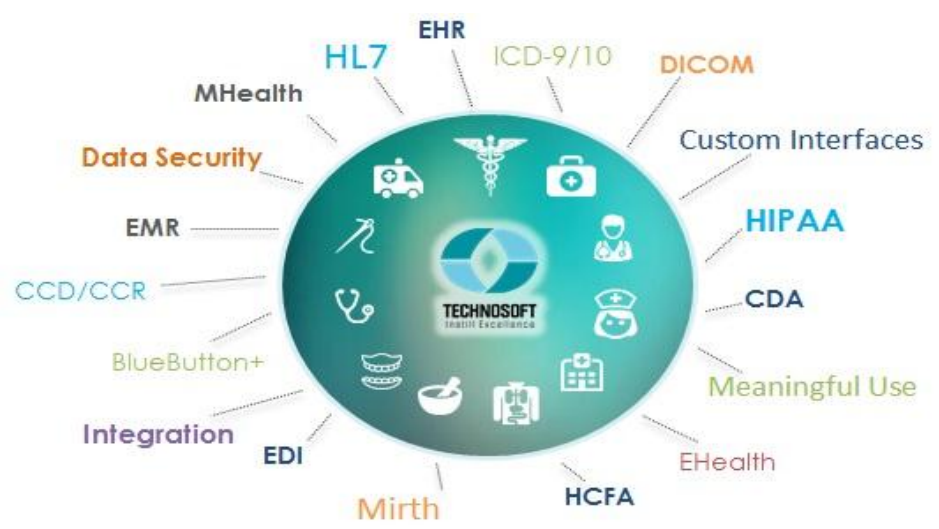 EHR
HL7
ICD-9/10
DICOM
MHealth
Custom Interfaces
Data Security
HIPAA
EMR
CCD/CCR
CDA
TECHNOSOFT
Instill Excellence
BlueButton+
Meaningful Use
Integration
EDI
EHealth
HCFA
Mirth